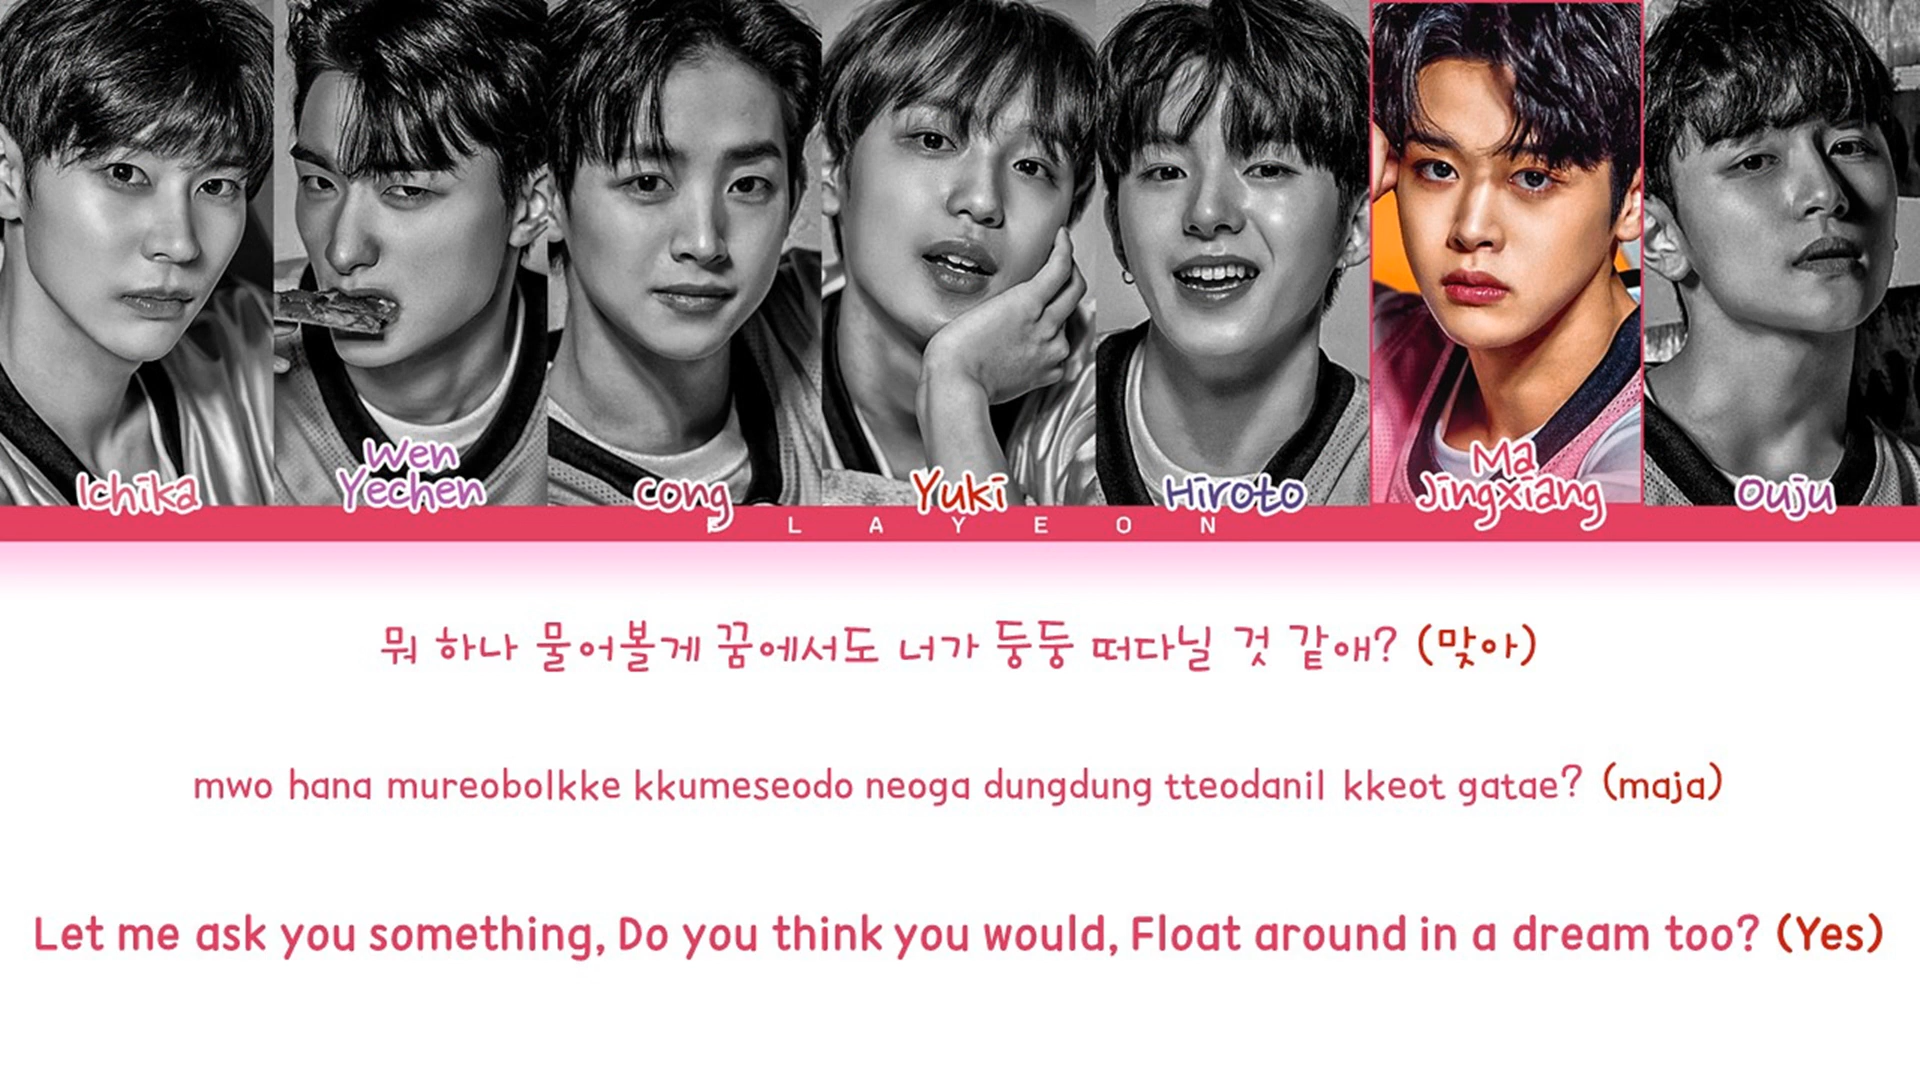 Ichika
Wen
Yechen
Cong
Yuki
Hiroto
Ma
Jingxiang
Ouju
F L A Y E O N
뭐 하나 물어볼게 꿈에서도 너가 둥둥 떠다닐 것 같애? (맞아)
mwo hana mureobolkke kkumeseodo neoga dungdung tteodanil kkeot gatae? (maja)
Let me ask you something, Do you think you would, Float around in a dream too? (Yes)